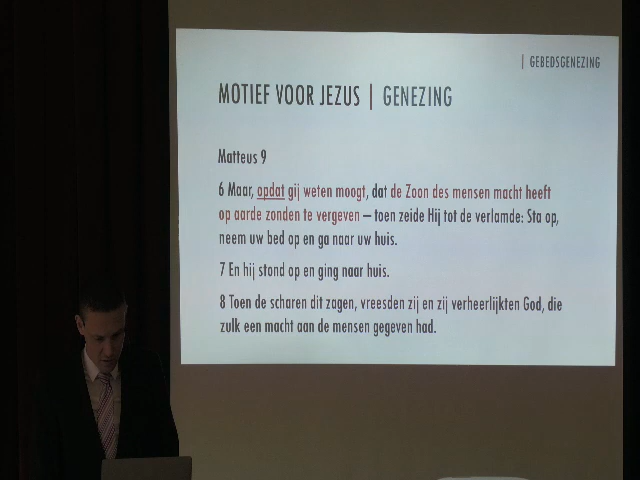 | GEBEDSGENEZING
MOTIEF VOOR JEZUS | GENEZING
Matteus 9
6 Maar, opdat gij weten moogt, dat de Zoon des mensen macht heeft
op aarde zonden te vergeven – toen zeide Hij tot de verlamde: Sta op,
neem uw bed op en ga naar uw huis.
7 En hij stond op en ging naar huis.
8 Toen de scharen dit zagen, vreesden zij en zij verheerlijkten God, die
zulk een macht aan de mensen gegeven had.